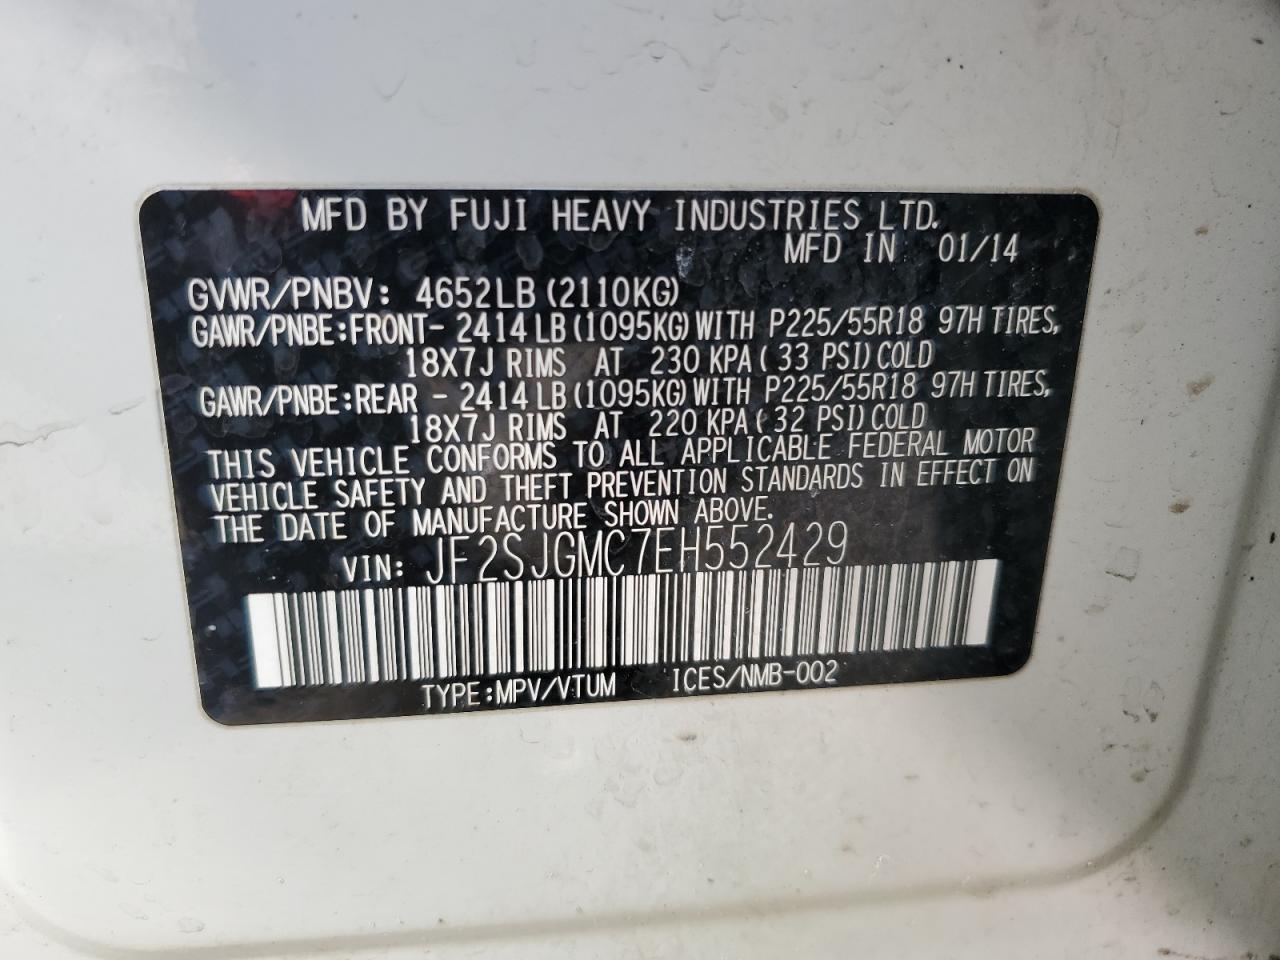 MFD BY FUJI HEAVY INDUSTRIES LTD.
MFD IN 01/14
GVWR/PNBV: 4652LB (2110KG)
GAWR/PNBE:FRONT- 2414LB(1095KG)WITH P225/55R18 97H TIRES,
18X7J RIMS AT 230 KPA( 33 PSI)COLD
GAWR/PNBE:REAR - 2414LB(1095KG)WITH P225/55R18 97H TIRES,
18X7J RIMS AT 220 KPA( 32 PSI)COLD
THIS VEHICLE CONFORMS TO ALL APPLICABLE FEDERAL MOTOR
VEHICLE SAFETY AND THEFT PREVENTION STANDARDS IN EFFECT ON
THE DATE OF MANUFACTURE SHOWN ABOVE.
VIN: JF2SJGMC7EH552429
TYPE:MPV/VTUM ICES/NMB-002